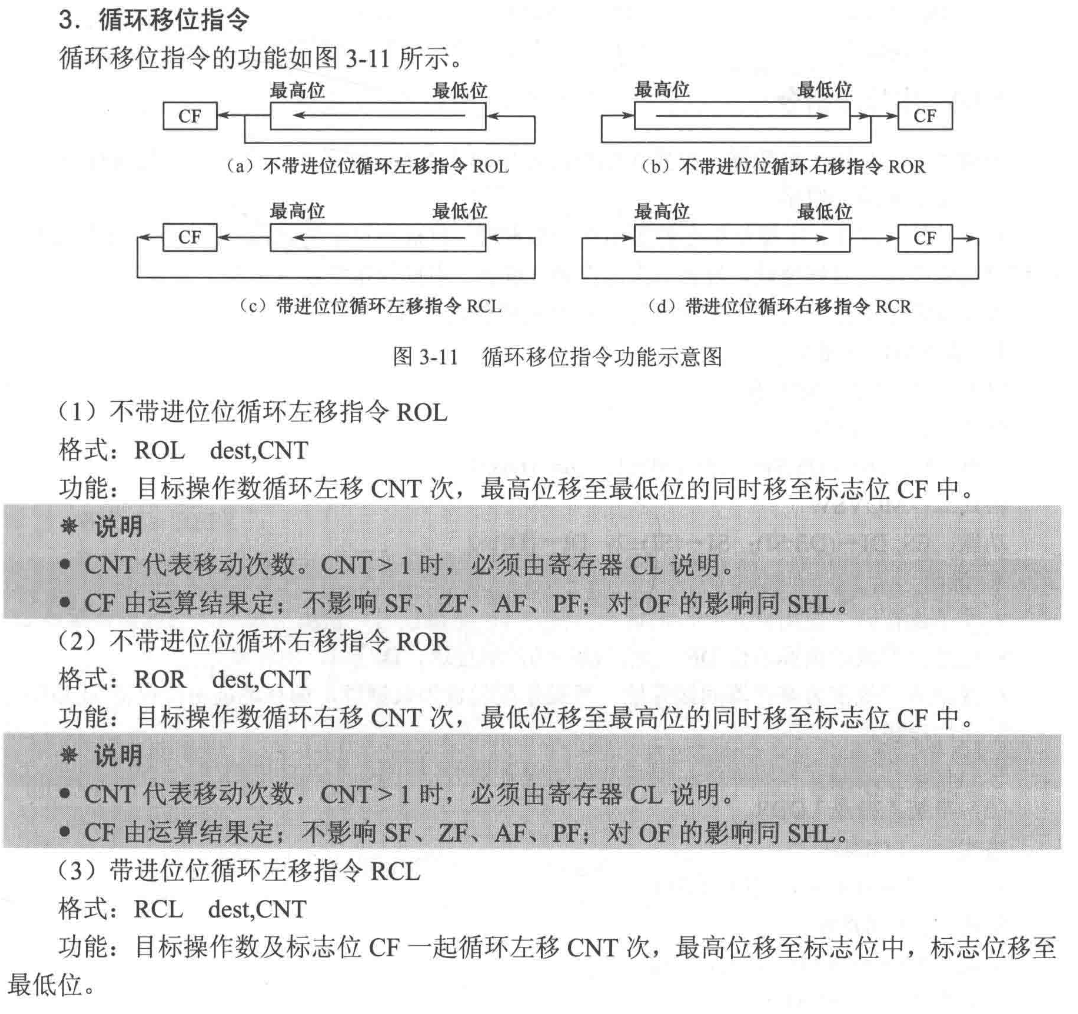 3．循环移位指令
循环移位指令的功能如图 3-11 所示。
最高位 最低位 最高位 最低位
CF CF
（a）不带进位位循环左移指令 ROL （b）不带进位位循环右移指令 ROR
最高位 最低位 最高位 最低位
CF CF
（c）带进位位循环左移指令 RCL （d）带进位位循环右移指令 RCR
图 3-11 循环移位指令功能示意图
（1）不带进位位循环左移指令 ROL
格式：ROL dest,CNT
功能：目标操作数循环左移 CNT 次，最高位移至最低位的同时移至标志位 CF 中。
❋ 说明
● CNT 代表移动次数。CNT > 1 时，必须由寄存器 CL 说明。
● CF 由运算结果定；不影响 SF、ZF、AF、PF；对 OF 的影响同 SHL。
（2）不带进位位循环右移指令 ROR
格式：ROR dest,CNT
功能：目标操作数循环右移 CNT 次，最低位移至最高位的同时移至标志位 CF 中。
❋ 说明
● CNT 代表移动次数，CNT > 1 时，必须由寄存器 CL 说明。
● CF 由运算结果定；不影响 SF、ZF、AF、PF；对 OF 的影响同 SHL。
（3）带进位位循环左移指令 RCL
格式：RCL dest,CNT
功能：目标操作数及标志位 CF 一起循环左移 CNT 次，最高位移至标志位中，标志位移至
最低位。